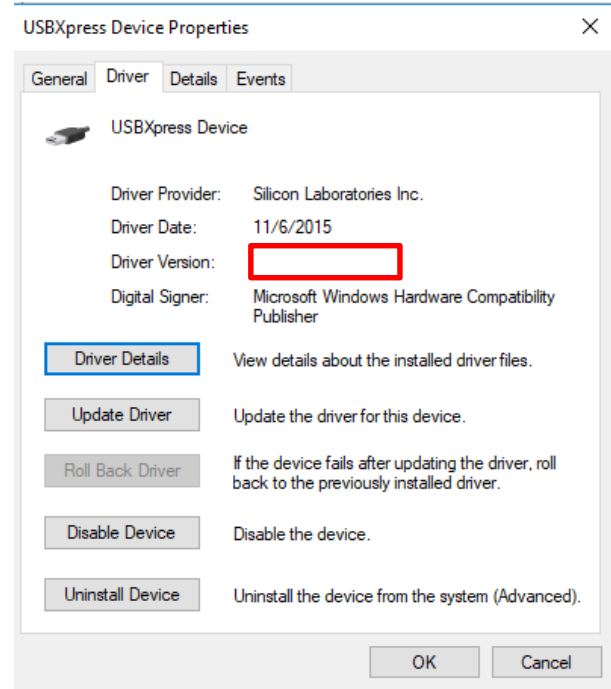 USBXpress Device Properties
General Driver Details Events
USBXpress Device
Driver Provider: Silicon Laboratories Inc.
Driver Date: 11/6/2015
Driver Version:
Digital Signer: Microsoft Windows Hardware Compatibility
Publisher
Driver Details View details about the installed driver files.
Update Driver Update the driver for this device.
Roll Back Driver If the device fails after updating the driver, roll
back to the previously installed driver.
Disable Device Disable the device.
Uninstall Device Uninstall the device from the system (Advanced).
OK Cancel